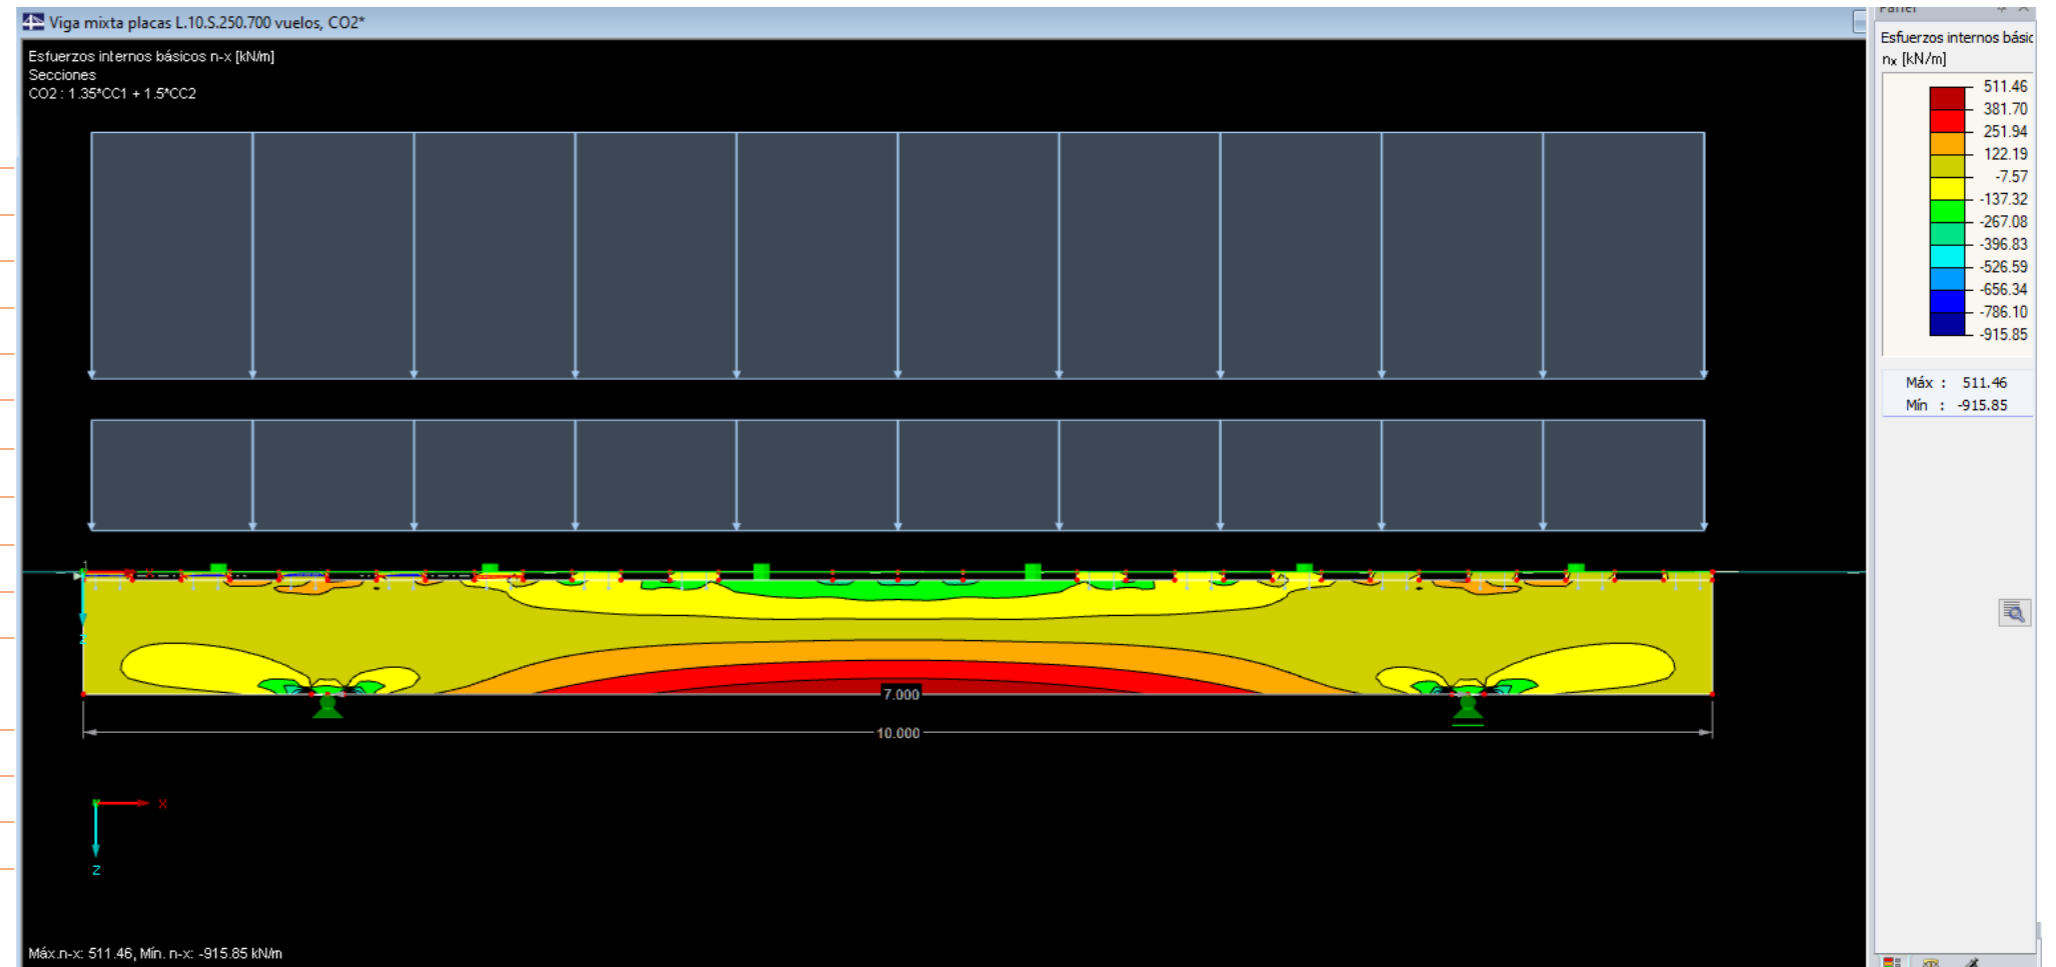 Viga mixta placas L.10.S.250.700 vuelos, CO2*
Esfuerzos internos básicos n-x [kN/m]
Secciones
CO2 : 1.35*CC1 + 1.5*CC2
7.000
10.000
X
Z
Máx.n-x: 511.46, Mín. n-x: -915.85 kN/m
Panel
Esfuerzos internos básic
nx [kN/m]
511.46
381.70
251.94
122.19
-7.57
-137.32
-267.08
-396.83
-526.59
-656.34
-786.10
-915.85
Máx : 511.46
Mín : -915.85